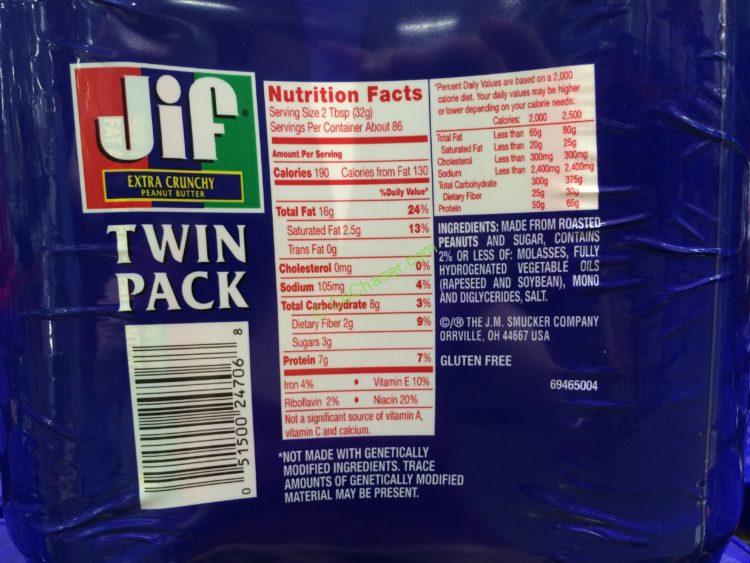 Jif®
EXTRA CRUNCHY
PEANUT BUTTER
TWIN
PACK
0 51500 24706 8
Nutrition Facts
Serving Size 2 Tbsp (32g)
Servings Per Container About 86
Amount Per Serving
Calories 190 Calories from Fat 130
%Daily Value*
Total Fat 16g 24%
Saturated Fat 2.5g 13%
Trans Fat 0g
Cholesterol 0mg 0%
Sodium 105mg 4%
Total Carbohydrate 8g 3%
Dietary Fiber 2g 9%
Sugars 3g
Protein 7g 7%
Iron 4% • Vitamin E 10%
Riboflavin 2% • Niacin 20%
Not a significant source of vitamin A,
vitamin C and calcium.
*NOT MADE WITH GENETICALLY
MODIFIED INGREDIENTS. TRACE
AMOUNTS OF GENETICALLY MODIFIED
MATERIAL MAY BE PRESENT.
*Percent Daily Values are based on a 2,000
calorie diet. Your daily values may be higher
or lower depending on your calorie needs:
Calories: 2,000 2,500
Total Fat Less than 65g 80g
Saturated Fat Less than 20g 25g
Cholesterol Less than 300mg 300mg
Sodium Less than 2,400mg 2,400mg
Total Carbohydrate 300g 375g
Dietary Fiber 25g 30g
Protein 50g 65g
INGREDIENTS: MADE FROM ROASTED
PEANUTS AND SUGAR, CONTAINS
2% OR LESS OF: MOLASSES, FULLY
HYDROGENATED VEGETABLE OILS
(RAPESEED AND SOYBEAN), MONO
AND DIGLYCERIDES, SALT.
©/® THE J.M. SMUCKER COMPANY
ORRVILLE, OH 44667 USA
GLUTEN FREE
69465004